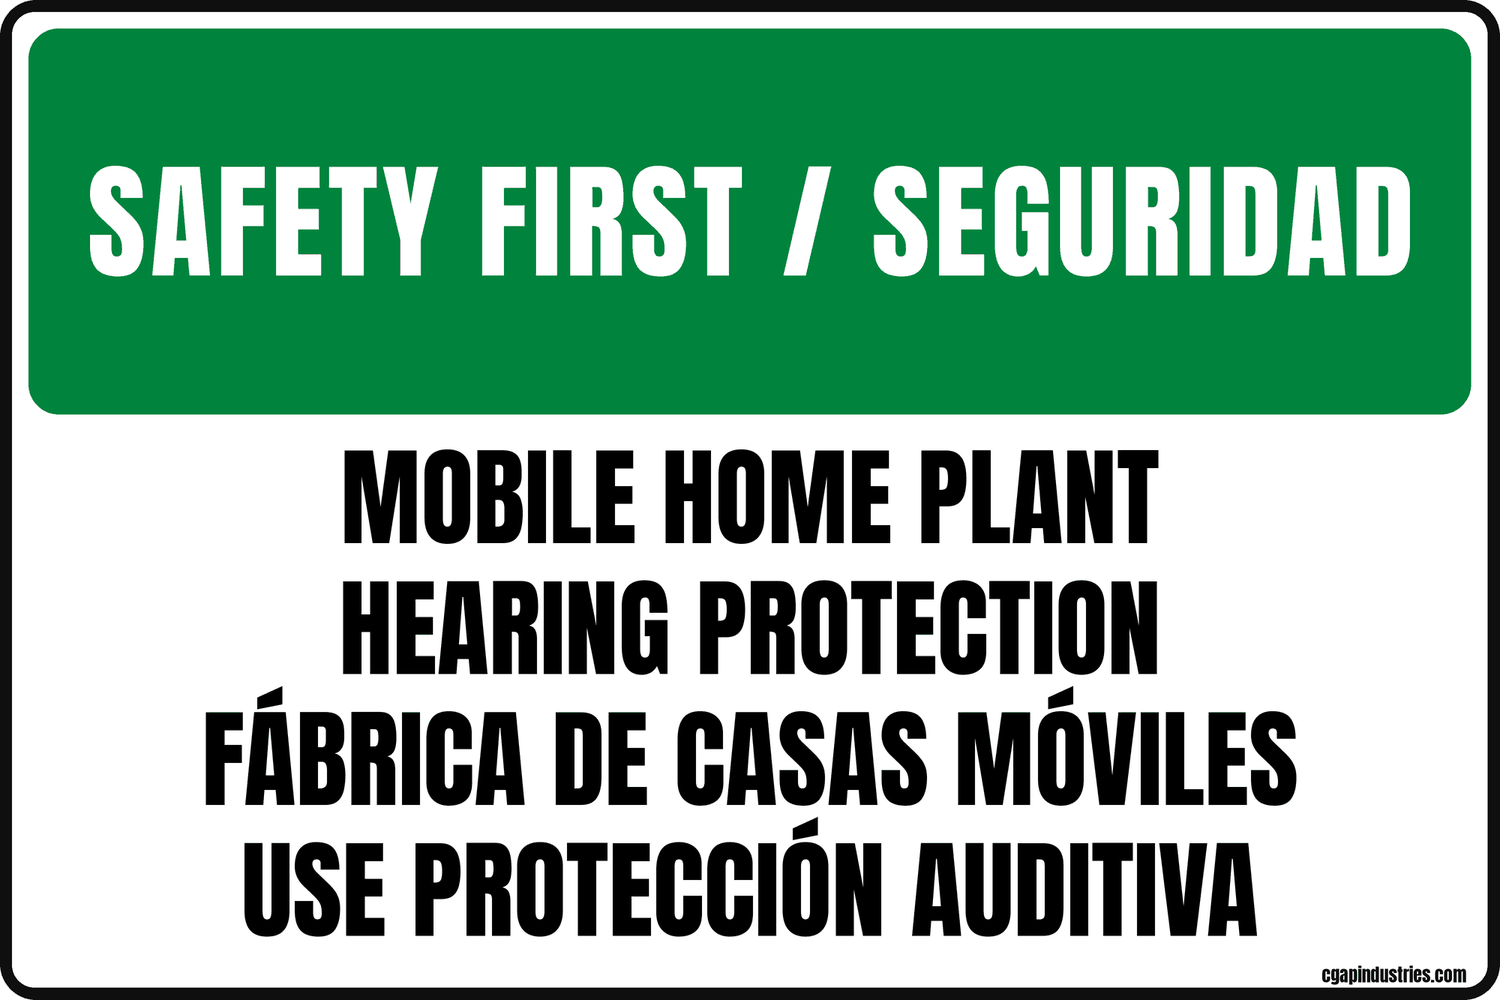 SAFETY FIRST / SEGURIDAD
MOBILE HOME PLANT
HEARING PROTECTION
FÁBRICA DE CASAS MÓVILES
USE PROTECCIÓN AUDITIVA
cgapindustries.com